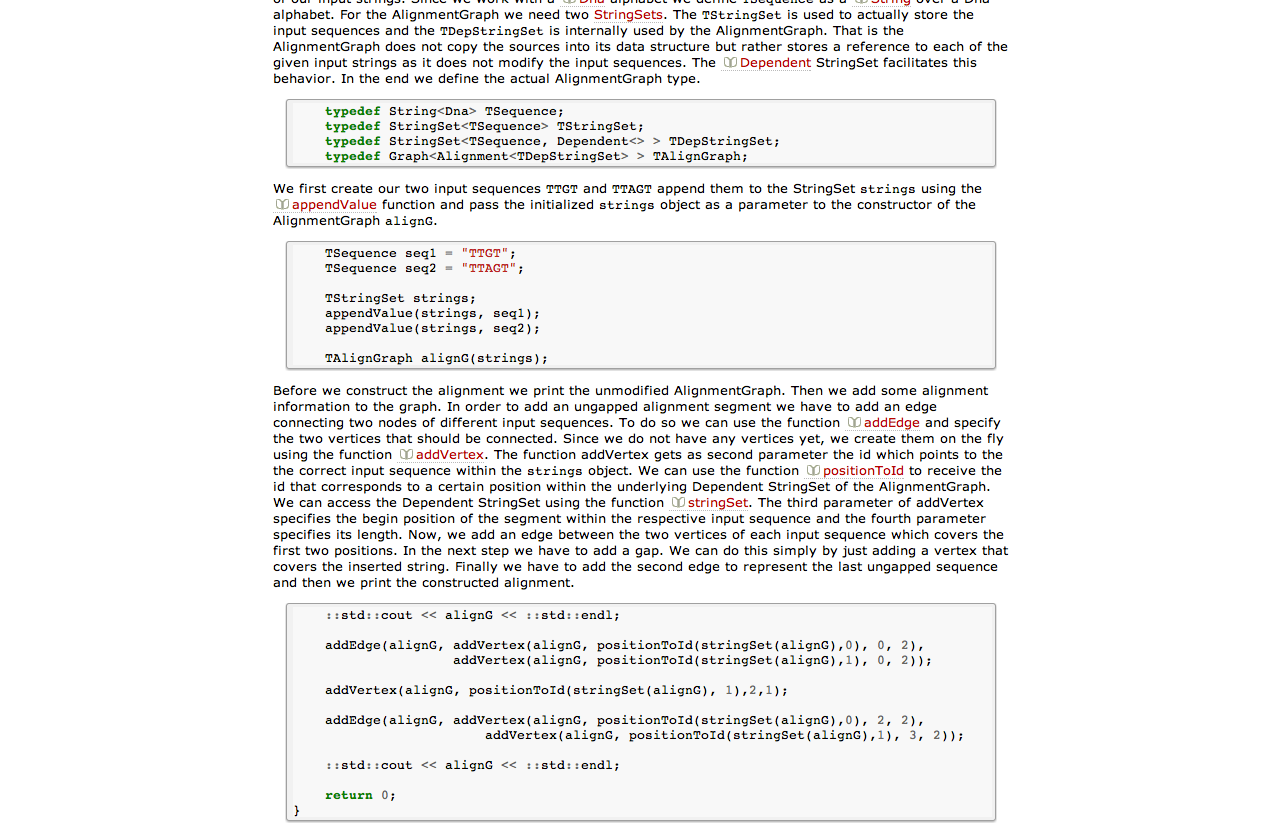 of our input strings. Since we work with a Dna alphabet we define TSequence as a String over a Dna
alphabet. For the AlignmentGraph we need two StringSets. The TStringSet is used to actually store the
input sequences and the TDepStringSet is internally used by the AlignmentGraph. That is the
AlignmentGraph does not copy the sources into its data structure but rather stores a reference to each of the
given input strings as it does not modify the input sequences. The Dependent StringSet facilitates this
behavior. In the end we define the actual AlignmentGraph type.
typedef String<Dna> TSequence;
typedef StringSet<TSequence> TStringSet;
typedef StringSet<TSequence, Dependent<> > TDepStringSet;
typedef Graph<Alignment<TDepStringSet> > TAlignGraph;
We first create our two input sequences TTGT and TTAGT append them to the StringSet strings using the
appendValue function and pass the initialized strings object as a parameter to the constructor of the
AlignmentGraph alignG.
TSequence seq1 = "TTGT";
TSequence seq2 = "TTAGT";
TStringSet strings;
appendValue(strings, seq1);
appendValue(strings, seq2);
TAlignGraph alignG(strings);
Before we construct the alignment we print the unmodified AlignmentGraph. Then we add some alignment
information to the graph. In order to add an ungapped alignment segment we have to add an edge
connecting two nodes of different input sequences. To do so we can use the function addEdge and specify
the two vertices that should be connected. Since we do not have any vertices yet, we create them on the fly
using the function addVertex. The function addVertex gets as second parameter the id which points to the
the correct input sequence within the strings object. We can use the function positionToId to receive the
id that corresponds to a certain position within the underlying Dependent StringSet of the AlignmentGraph.
We can access the Dependent StringSet using the function stringSet. The third parameter of addVertex
specifies the begin position of the segment within the respective input sequence and the fourth parameter
specifies its length. Now, we add an edge between the two vertices of each input sequence which covers the
first two positions. In the next step we have to add a gap. We can do this simply by just adding a vertex that
covers the inserted string. Finally we have to add the second edge to represent the last ungapped sequence
and then we print the constructed alignment.
::std::cout << alignG << ::std::endl;
addEdge(alignG, addVertex(alignG, positionToId(stringSet(alignG),0), 0, 2),
addVertex(alignG, positionToId(stringSet(alignG),1), 0, 2));
addVertex(alignG, positionToId(stringSet(alignG), 1),2,1);
addEdge(alignG, addVertex(alignG, positionToId(stringSet(alignG),0), 2, 2),
addVertex(alignG, positionToId(stringSet(alignG),1), 3, 2));
::std::cout << alignG << ::std::endl;
return 0;
}